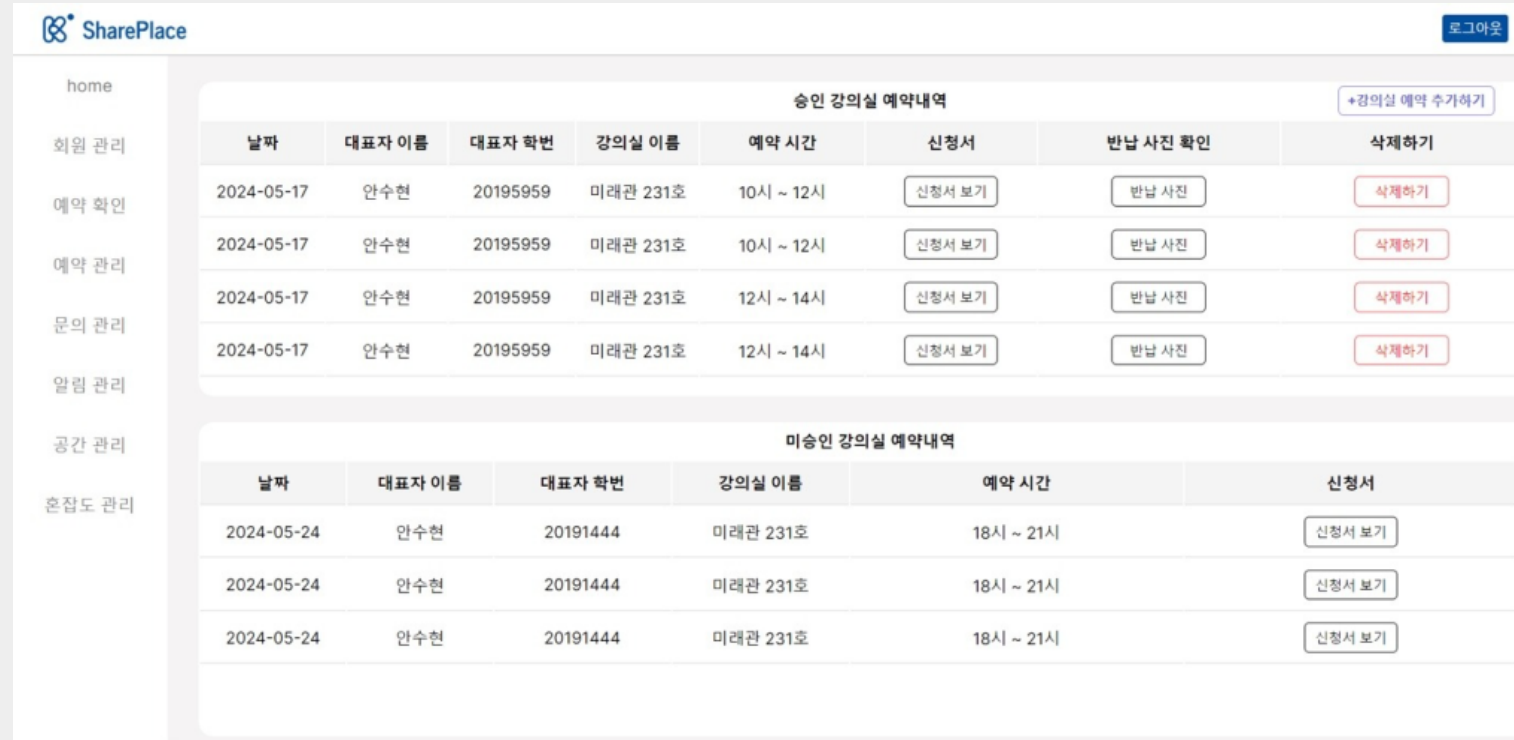 SharePlace
로그아웃
home
회원 관리
예약 확인
예약 관리
문의 관리
알림 관리
공간 관리
혼잡도 관리
승인 강의실 예약내역
+강의실 예약 추가하기
날짜 대표자 이름 대표자 학번 강의실 이름 예약 시간 신청서 반납 사진 확인 삭제하기
2024-05-17 안수현 20195959 미래관 231호 10시 ~ 12시 신청서 보기 반납 사진 삭제하기
2024-05-17 안수현 20195959 미래관 231호 10시 ~ 12시 신청서 보기 반납 사진 삭제하기
2024-05-17 안수현 20195959 미래관 231호 12시 ~ 14시 신청서 보기 반납 사진 삭제하기
2024-05-17 안수현 20195959 미래관 231호 12시 ~ 14시 신청서 보기 반납 사진 삭제하기
미승인 강의실 예약내역
날짜 대표자 이름 대표자 학번 강의실 이름 예약 시간 신청서
2024-05-24 안수현 20191444 미래관 231호 18시 ~ 21시 신청서 보기
2024-05-24 안수현 20191444 미래관 231호 18시 ~ 21시 신청서 보기
2024-05-24 안수현 20191444 미래관 231호 18시 ~ 21시 신청서 보기